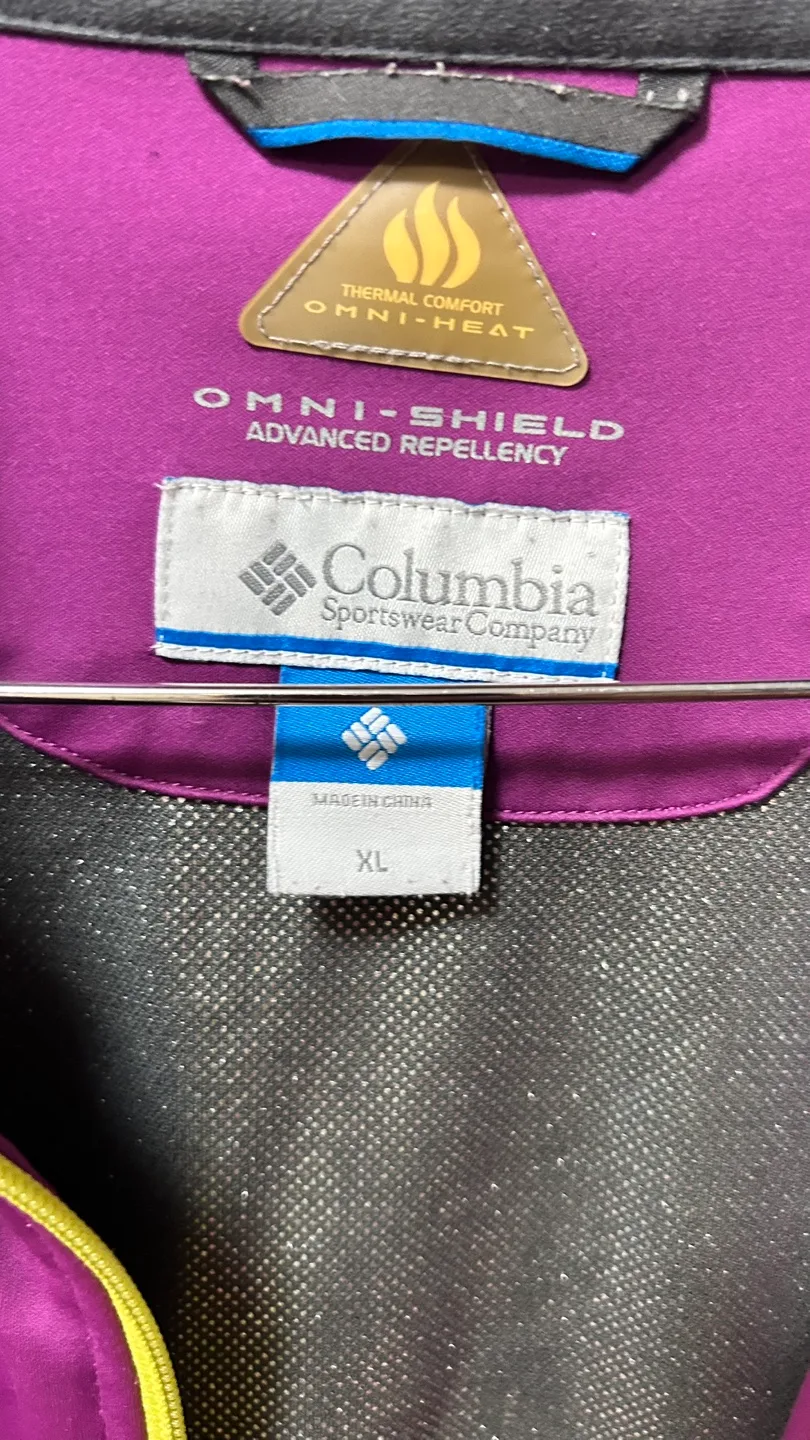 THERMAL COMFORT
OMNI-HEAT
OMNI-SHIELD
ADVANCED REPELLENCY
Columbia
Sportswear Company
MADE IN CHINA
XL